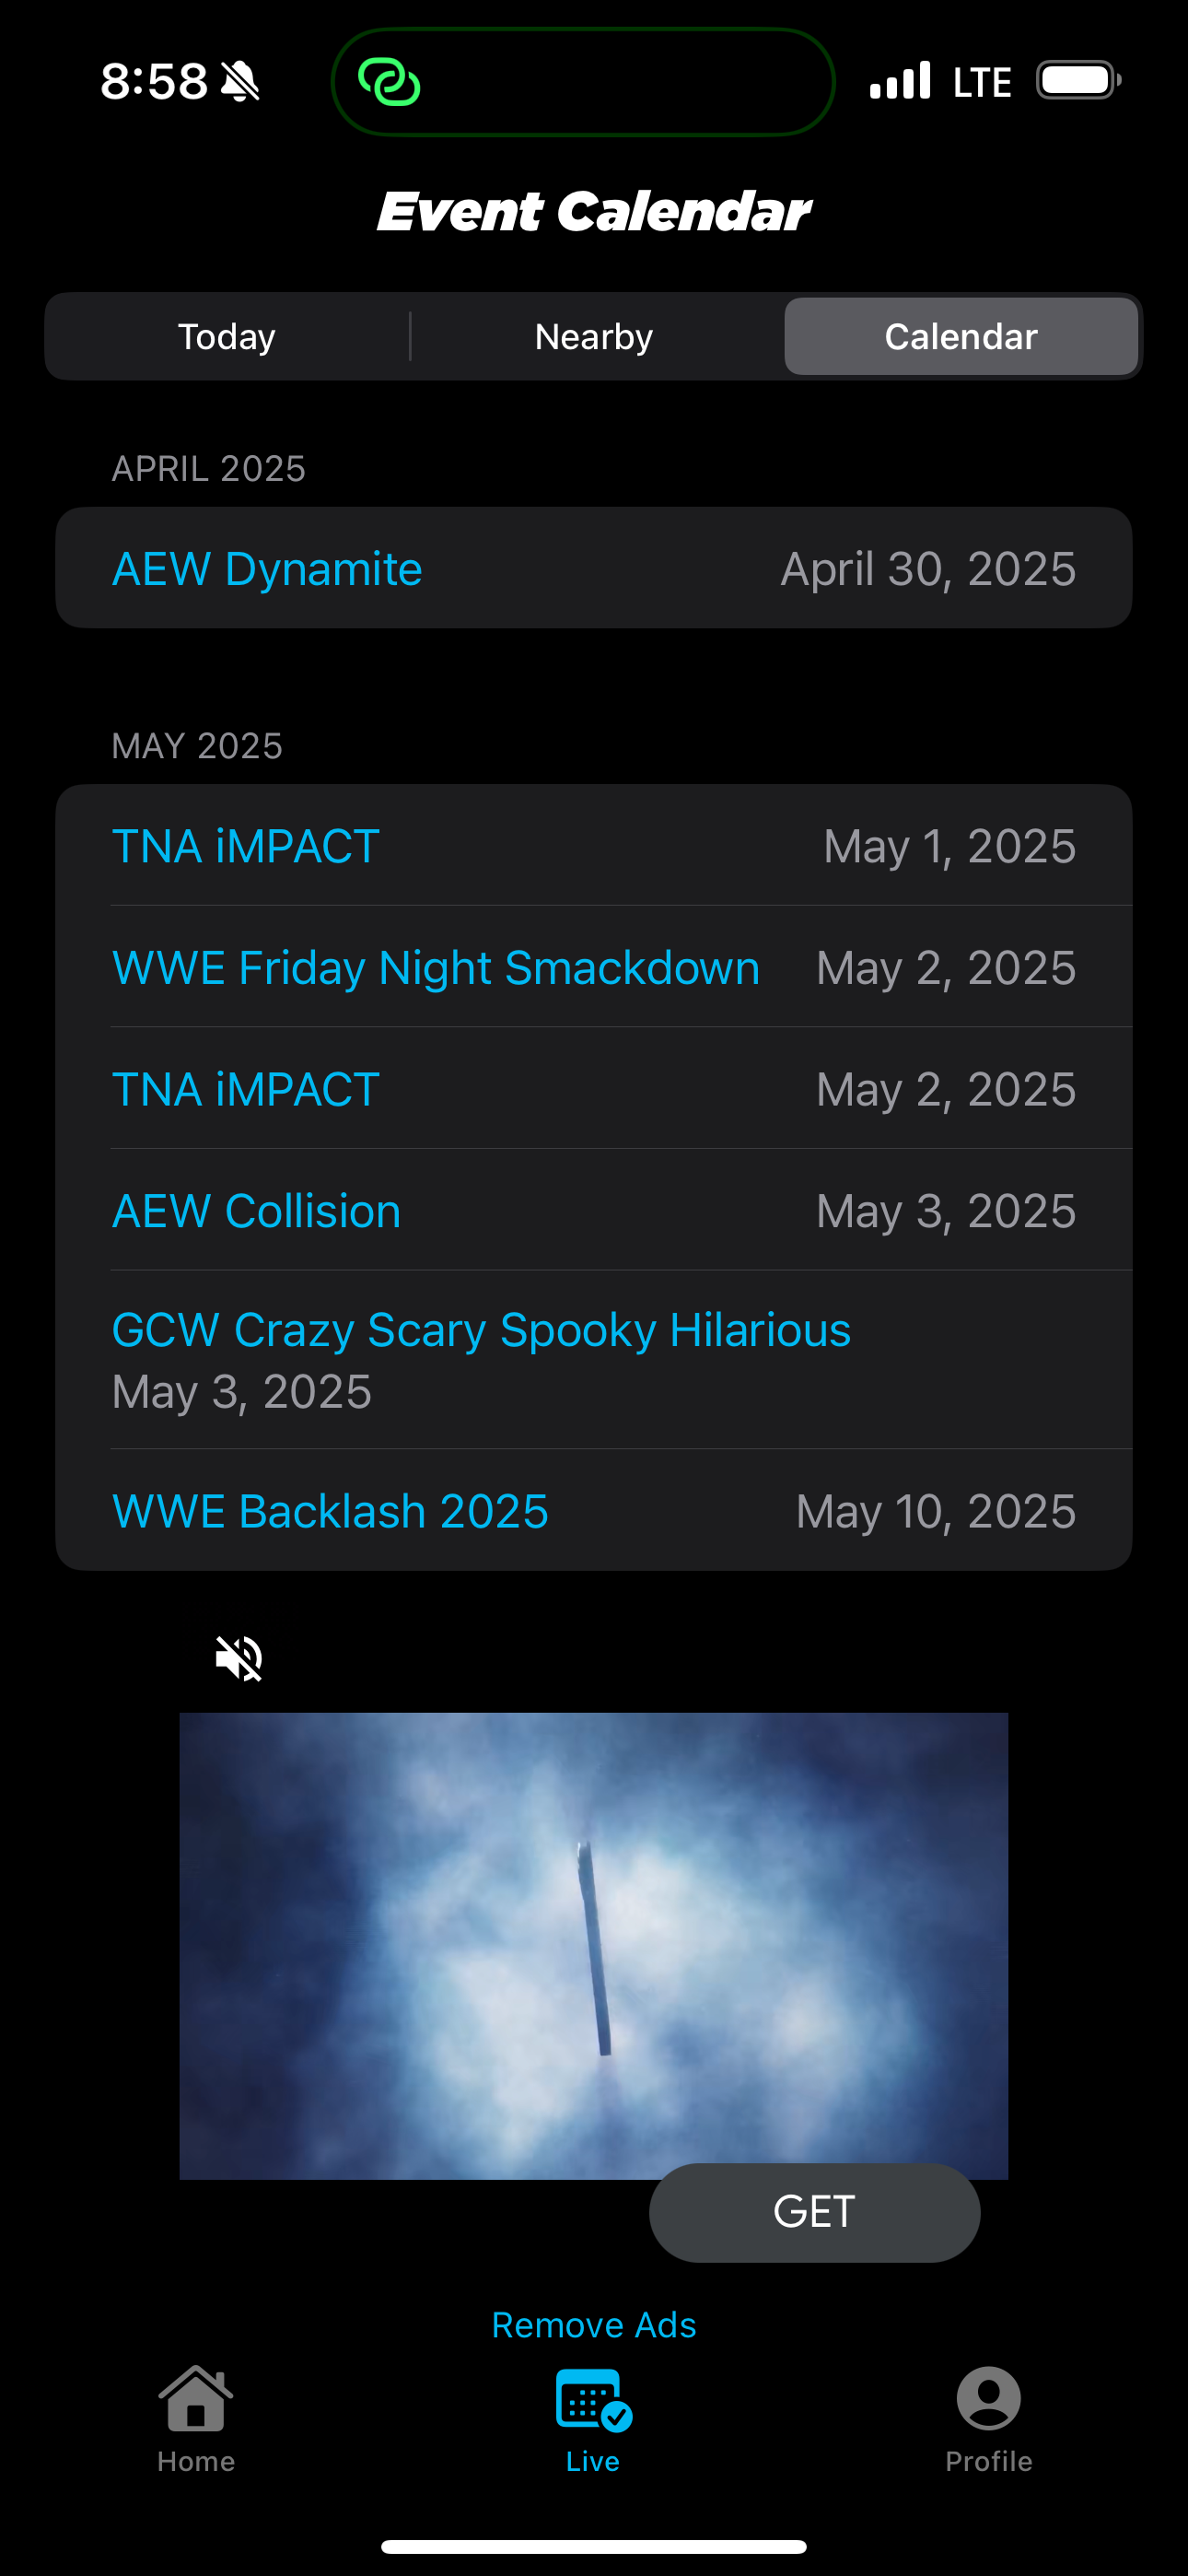 8:58 LTE
Event Calendar
Today Nearby Calendar
APRIL 2025
AEW Dynamite April 30, 2025
MAY 2025
TNA iMPACT May 1, 2025
WWE Friday Night Smackdown May 2, 2025
TNA iMPACT May 2, 2025
AEW Collision May 3, 2025
GCW Crazy Scary Spooky Hilarious
May 3, 2025
WWE Backlash 2025 May 10, 2025
GET
Remove Ads
Home Live Profile